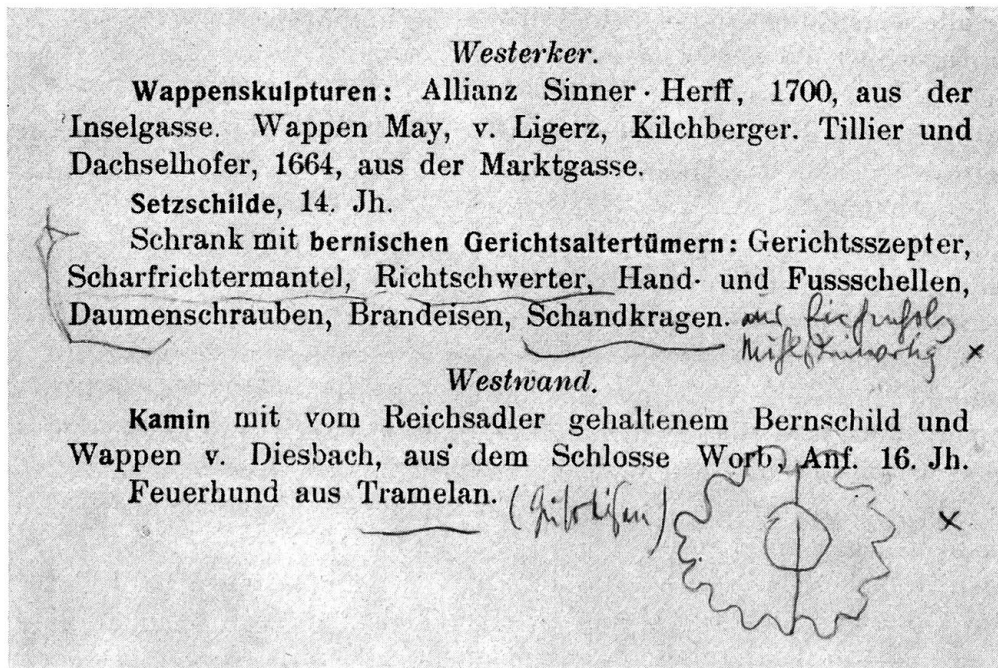 Westerker.
Wappenskulpturen: Allianz Sinner-Herff, 1700, aus der
Inselgasse. Wappen May, v. Ligerz, Kilchberger. Tillier und
Dachselhofer, 1664, aus der Marktgasse.
Setzschilde, 14. Jh.
Schrank mit bernischen Gerichtsaltertümern: Gerichtsszepter,
Scharfrichtermantel, Richtschwerter, Hand- und Fussschellen,
Daumenschrauben, Brandeisen, Schandkragen. aus
x
Westwand.
Kamin mit vom Reichsadler gehaltenem Bernschild und
Wappen v. Diesbach, aus dem Schlosse Worb, Anf. 16. Jh.
Feuerhund aus Tramelan.
x